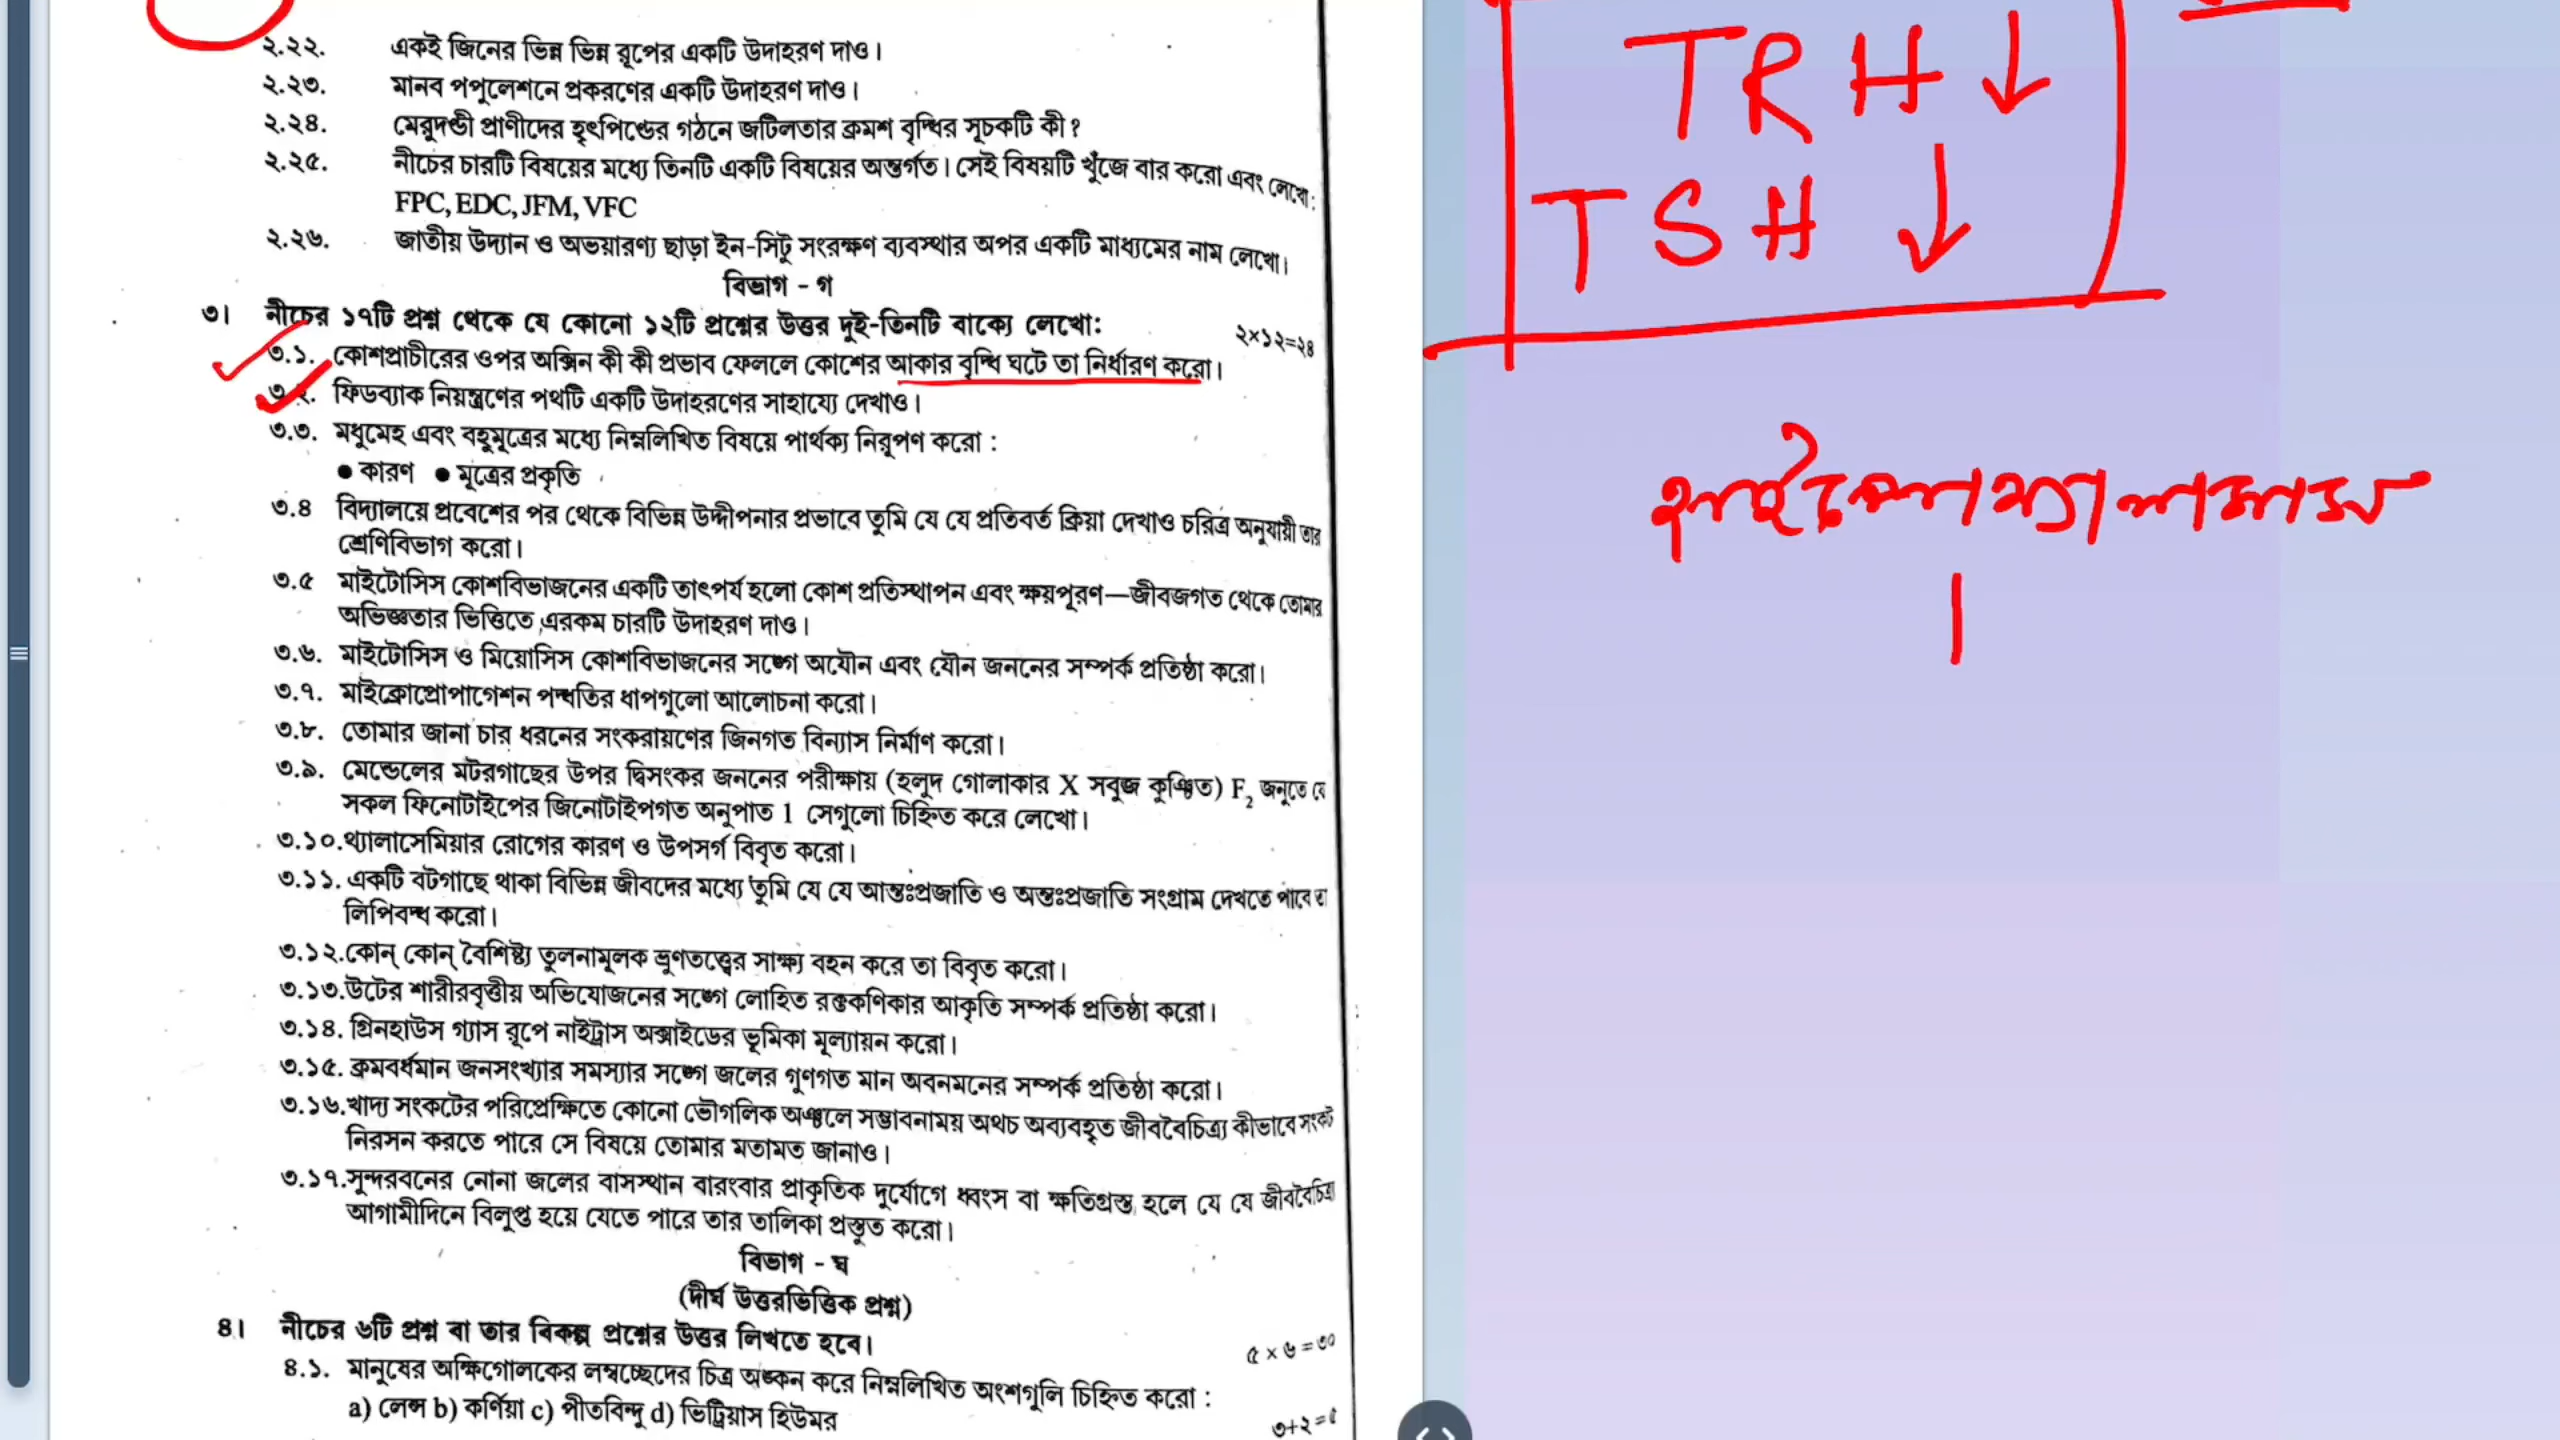 ২.২২. একই জিনের ভিন্ন ভিন্ন রূপের একটি উদাহরণ দাও।
২.২৩. মানব পপুলেশনে প্রকরণের একটি উদাহরণ দাও।
২.২৪. মেরুদণ্ডী প্রাণীদের হৃৎপিণ্ডের গঠনে জটিলতার ক্রমশ বৃদ্ধির সূচকটি কী?
২.২৫. নীচের চারটি বিষয়ের মধ্যে তিনটি একটি বিষয়ের অন্তর্গত। সেই বিষয়টি খুঁজে বার করো এবং লেখো:
FPC, EDC, JFM, VFC
২.২৬. জাতীয় উদ্যান ও অভয়ারণ্য ছাড়া ইন-সিটু সংরক্ষণ ব্যবস্থার অপর একটি মাধ্যমের নাম লেখো।
বিভাগ - গ
৩। নীচের ১৭টি প্রশ্ন থেকে যে কোনো ১২টি প্রশ্নের উত্তর দুই-তিনটি বাক্যে লেখো: ২×১২=২৪
৩.১. কোশপ্রাচীরের ওপর অক্সিন কী কী প্রভাব ফেললে কোশের আকার বৃদ্ধি ঘটে তা নির্ধারণ করো।
৩.২. ফিডব্যাক নিয়ন্ত্রণের পথটি একটি উদাহরণের সাহায্যে দেখাও।
৩.৩. মধুমেহ এবং বহুমূত্রের মধ্যে নিম্নলিখিত বিষয়ে পার্থক্য নিরূপণ করো :
● কারণ ● মূত্রের প্রকৃতি
৩.৪ বিদ্যালয়ে প্রবেশের পর থেকে বিভিন্ন উদ্দীপনার প্রভাবে তুমি যে যে প্রতিবর্ত ক্রিয়া দেখাও চরিত্র অনুযায়ী তার
শ্রেণিবিভাগ করো।
৩.৫ মাইটোসিস কোশবিভাজনের একটি তাৎপর্য হলো কোশ প্রতিস্থাপন এবং ক্ষয়পূরণ—জীবজগত থেকে তোমার
অভিজ্ঞতার ভিত্তিতে এরকম চারটি উদাহরণ দাও।
৩.৬. মাইটোসিস ও মিয়োসিস কোশবিভাজনের সঙ্গে অযৌন এবং যৌন জননের সম্পর্ক প্রতিষ্ঠা করো।
৩.৭. মাইক্রোপ্রোপাগেশন পদ্ধতির ধাপগুলো আলোচনা করো।
৩.৮. তোমার জানা চার ধরনের সংকরায়ণের জিনগত বিন্যাস নির্মাণ করো।
৩.৯. মেন্ডেলের মটরগাছের উপর দ্বিসংকর জননের পরীক্ষায় (হলুদ গোলাকার X সবুজ কুঞ্চিত) F₂ জনুতে যে
সকল ফিনোটাইপের জিনোটাইপগত অনুপাত 1 সেগুলো চিহ্নিত করে লেখো।
৩.১০.থ্যালাসেমিয়ার রোগের কারণ ও উপসর্গ বিবৃত করো।
৩.১১. একটি বটগাছে থাকা বিভিন্ন জীবদের মধ্যে তুমি যে যে আন্তঃপ্রজাতি ও অন্তঃপ্রজাতি সংগ্রাম দেখতে পাবে তা
লিপিবদ্ধ করো।
৩.১২.কোন্ কোন্ বৈশিষ্ট্য তুলনামূলক ভ্রূণতত্ত্বের সাক্ষ্য বহন করে তা বিবৃত করো।
৩.১৩.উটের শারীরবৃত্তীয় অভিযোজনের সঙ্গে লোহিত রক্তকণিকার আকৃতি সম্পর্ক প্রতিষ্ঠা করো।
৩.১৪. গ্রিনহাউস গ্যাস রূপে নাইট্রাস অক্সাইডের ভূমিকা মূল্যায়ন করো।
৩.১৫. ক্রমবর্ধমান জনসংখ্যার সমস্যার সঙ্গে জলের গুণগত মান অবনমনের সম্পর্ক প্রতিষ্ঠা করো।
৩.১৬.খাদ্য সংকটের পরিপ্রেক্ষিতে কোনো ভৌগলিক অঞ্চলে সম্ভাবনাময় অথচ অব্যবহৃত জীববৈচিত্র্য কীভাবে সংকট
নিরসন করতে পারে সে বিষয়ে তোমার মতামত জানাও।
৩.১৭.সুন্দরবনের নোনা জলের বাসস্থান বারংবার প্রাকৃতিক দুর্যোগে ধ্বংস বা ক্ষতিগ্রস্ত হলে যে যে জীববৈচিত্র্য
আগামীদিনে বিলুপ্ত হয়ে যেতে পারে তার তালিকা প্রস্তুত করো।
বিভাগ - ঘ
(দীর্ঘ উত্তরভিত্তিক প্রশ্ন)
৪। নীচের ৬টি প্রশ্ন বা তার বিকল্প প্রশ্নের উত্তর লিখতে হবে। ৫ × ৬ = ৩০
৪.১. মানুষের অক্ষিগোলকের লম্বচ্ছেদের চিত্র অঙ্কন করে নিম্নলিখিত অংশগুলি চিহ্নিত করো :
a) লেন্স b) কর্ণিয়া c) পীতবিন্দু d) ভিট্রিয়াস হিউমর ৩+২=৫
TRH ↓
TSH ↓
হাইপোথ্যালামাস